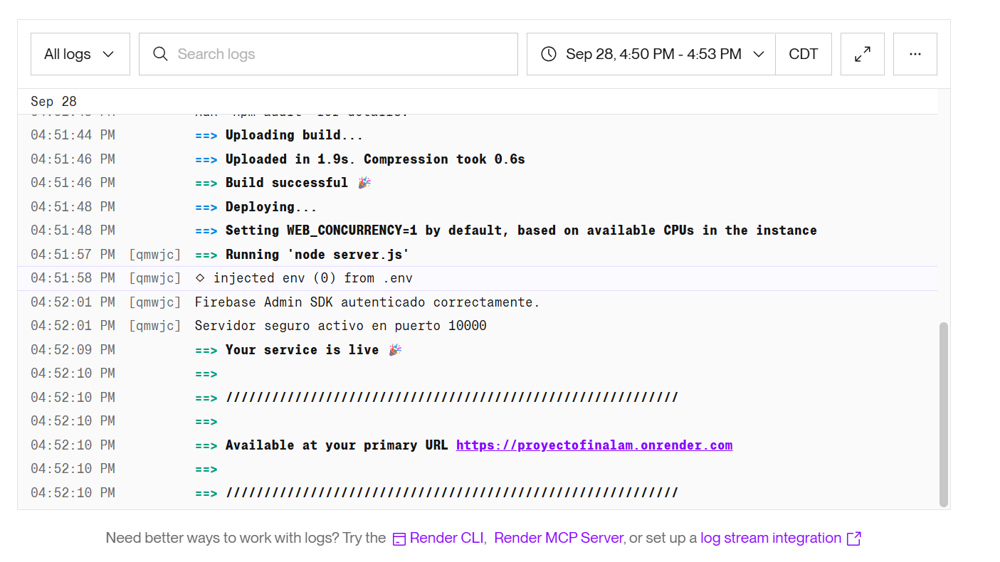 All logs
Search logs
Sep 28, 4:50 PM - 4:53 PM
CDT
Sep 28
04:51:44 PM ==> Uploading build...
04:51:46 PM ==> Uploaded in 1.9s. Compression took 0.6s
04:51:46 PM ==> Build successful 🎉
04:51:48 PM ==> Deploying...
04:51:48 PM ==> Setting WEB_CONCURRENCY=1 by default, based on available CPUs in the instance
04:51:57 PM [qmwjc] ==> Running 'node server.js'
04:51:58 PM [qmwjc] ◇ injected env (0) from .env
04:52:01 PM [qmwjc] Firebase Admin SDK autenticado correctamente.
04:52:01 PM [qmwjc] Servidor seguro activo en puerto 10000
04:52:09 PM ==> Your service is live 🎉
04:52:10 PM ==>
04:52:10 PM ==> ///////////////////////////////////////////////////////////
04:52:10 PM ==>
04:52:10 PM ==> Available at your primary URL https://proyectofinalam.onrender.com
04:52:10 PM ==>
04:52:10 PM ==> ///////////////////////////////////////////////////////////
Need better ways to work with logs? Try the Render CLI, Render MCP Server, or set up a log stream integration